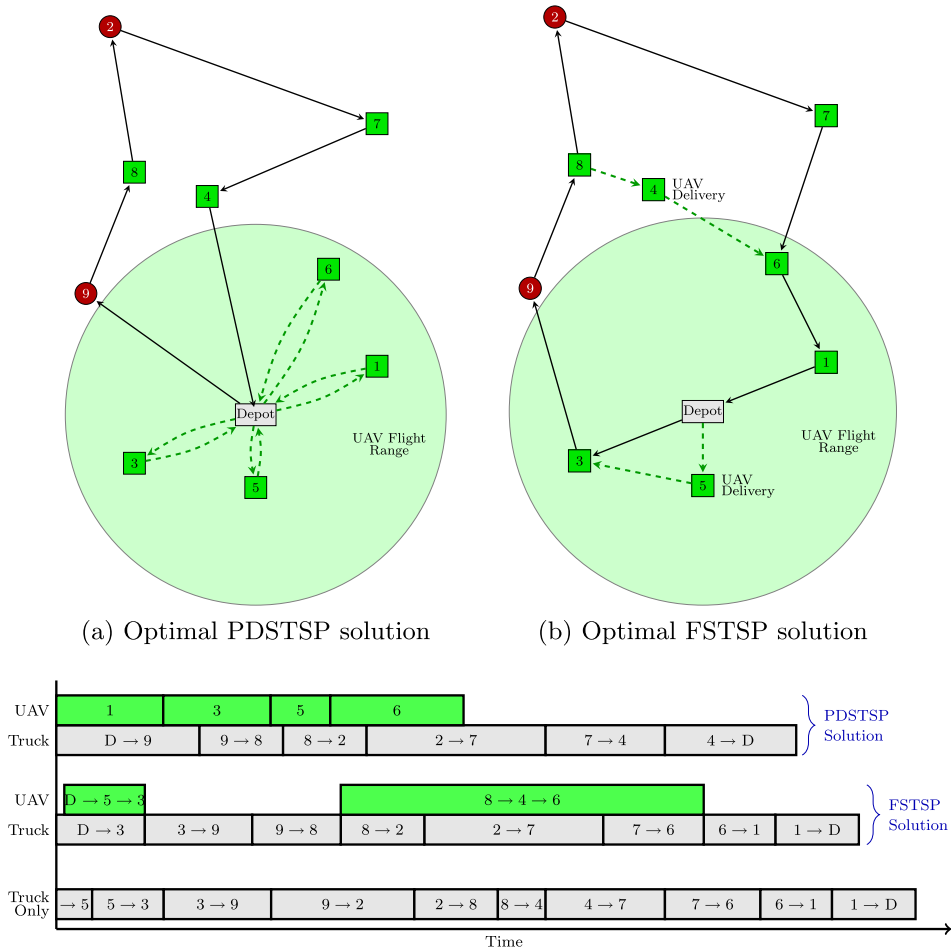 2
7
8
4
6
9
1
Depot
UAV Flight
Range
3
5
(a) Optimal PDSTSP solution
2
7
8
4
UAV
Delivery
6
9
1
Depot
UAV Flight
Range
3
5
UAV
Delivery
(b) Optimal FSTSP solution
UAV 1 3 5 6
Truck D → 9 9 → 8 8 → 2 2 → 7 7 → 4 4 → D
PDSTSP
Solution
UAV D → 5 → 3 8 → 4 → 6
Truck D → 3 3 → 9 9 → 8 8 → 2 2 → 7 7 → 6 6 → 1 1 → D
FSTSP
Solution
Truck
Only
→ 5 5 → 3 3 → 9 9 → 2 2 → 8 8 → 4 4 → 7 7 → 6 6 → 1 1 → D
Time